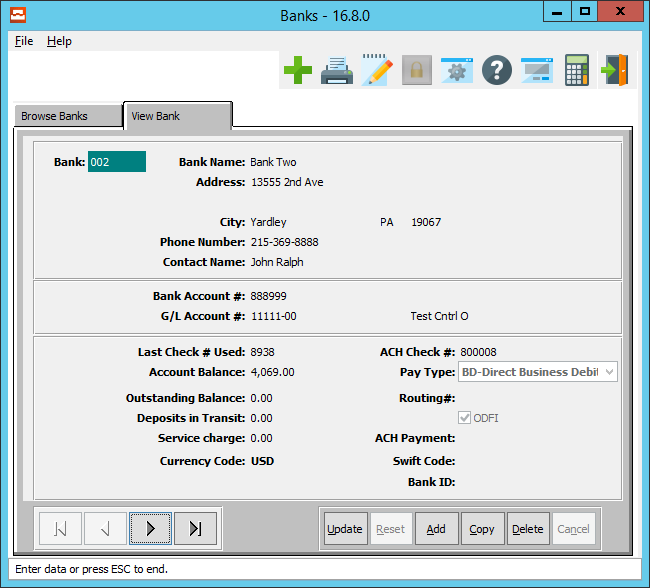 Banks - 16.8.0
File Help
Browse Banks View Bank
Bank: 002 Bank Name: Bank Two
Address: 13555 2nd Ave
City: Yardley PA 19067
Phone Number: 215-369-8888
Contact Name: John Ralph
Bank Account #: 888999
G/L Account #: 11111-00 Test Cntrl O
Last Check # Used: 8938 ACH Check #: 800008
Account Balance: 4,069.00 Pay Type: BD-Direct Business Debit
Outstanding Balance: 0.00 Routing#:
Deposits in Transit: 0.00 ODFI
Service charge: 0.00 ACH Payment:
Currency Code: USD Swift Code:
Bank ID:
Update Reset Add Copy Delete Cancel
Enter data or press ESC to end.